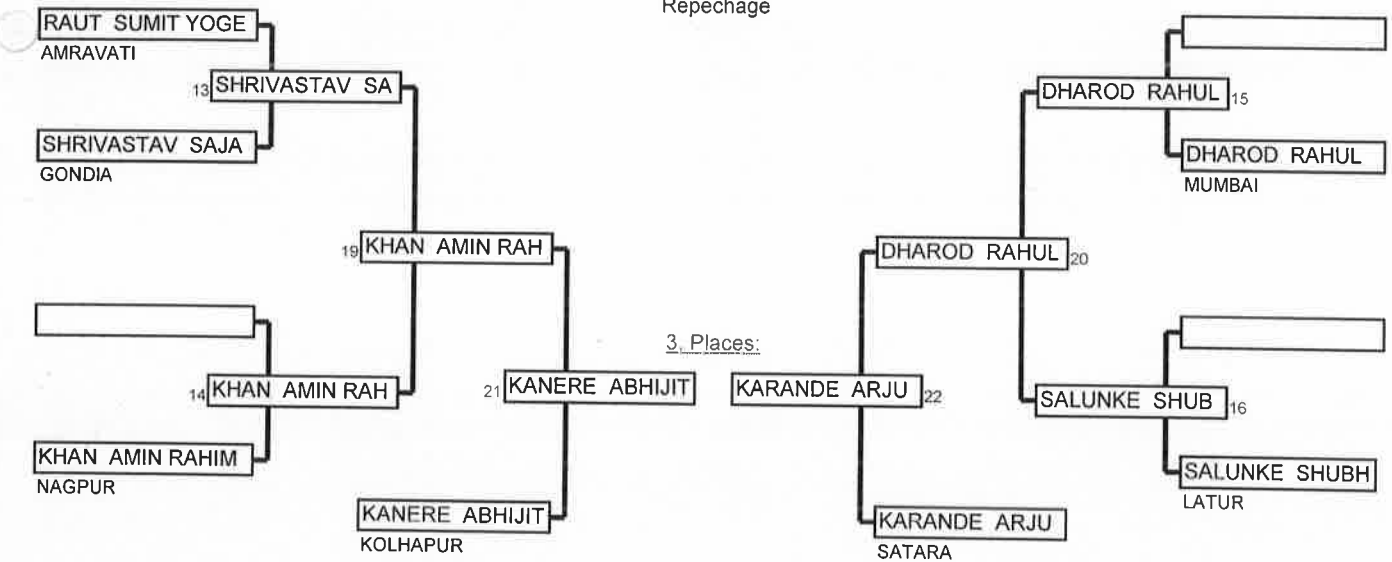 Repechage
RAUT SUMIT YOGE
AMRAVATI
13 SHRIVASTAV SA
SHRIVASTAV SAJA
GONDIA
19 KHAN AMIN RAH
14 KHAN AMIN RAH
KHAN AMIN RAHIM
NAGPUR
21 KANERE ABHIJIT
KANERE ABHIJIT
KOLHAPUR
3. Places:
DHAROD RAHUL 15
DHAROD RAHUL
MUMBAI
DHAROD RAHUL 20
KARANDE ARJU 22
SALUNKE SHUB 16
SALUNKE SHUBH
LATUR
KARANDE ARJU
SATARA